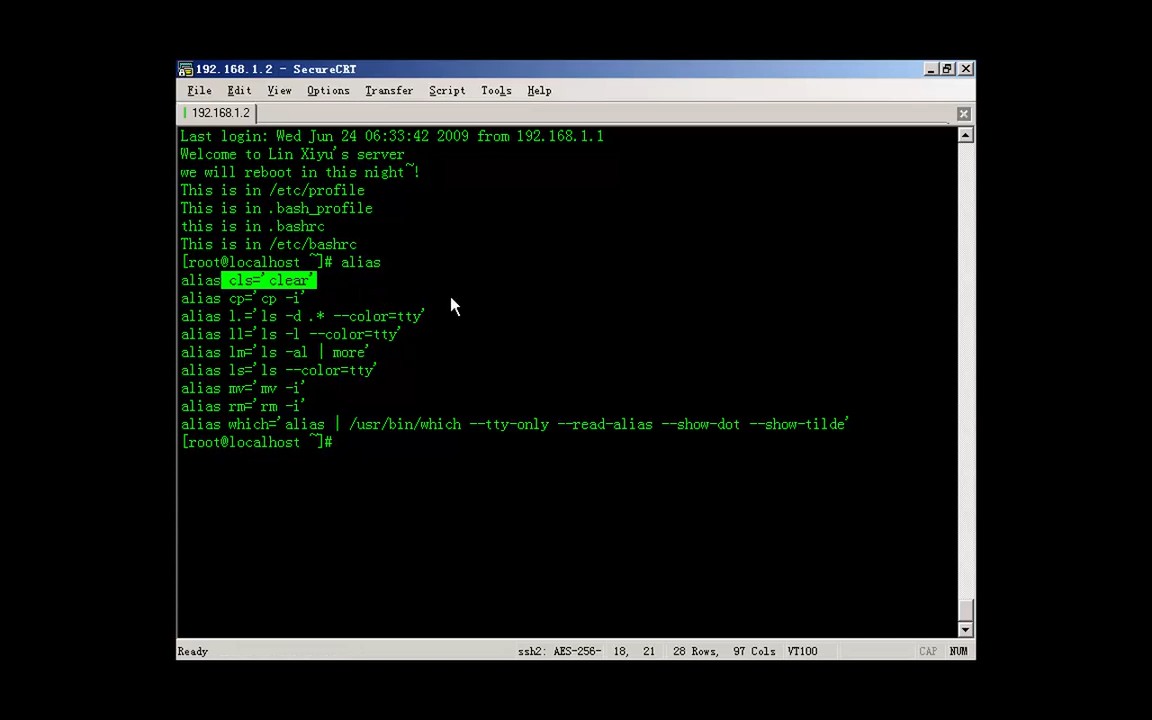 192.168.1.2 - SecureCRT
File Edit View Options Transfer Script Tools Help
192.168.1.2
Last login: Wed Jun 24 06:33:42 2009 from 192.168.1.1
Welcome to Lin Xiyu's server
we will reboot in this night~!
This is in /etc/profile
This is in .bash_profile
this is in .bashrc
This is in /etc/bashrc
[root@localhost ~]# alias
alias cls='clear'
alias cp='cp -i'
alias l.='ls -d .* --color=tty'
alias ll='ls -l --color=tty'
alias lm='ls -al | more'
alias ls='ls --color=tty'
alias mv='mv -i'
alias rm='rm -i'
alias which='alias | /usr/bin/which --tty-only --read-alias --show-dot --show-tilde'
[root@localhost ~]#
Ready ssh2: AES-256- 18, 21 28 Rows, 97 Cols VT100 CAP NUM